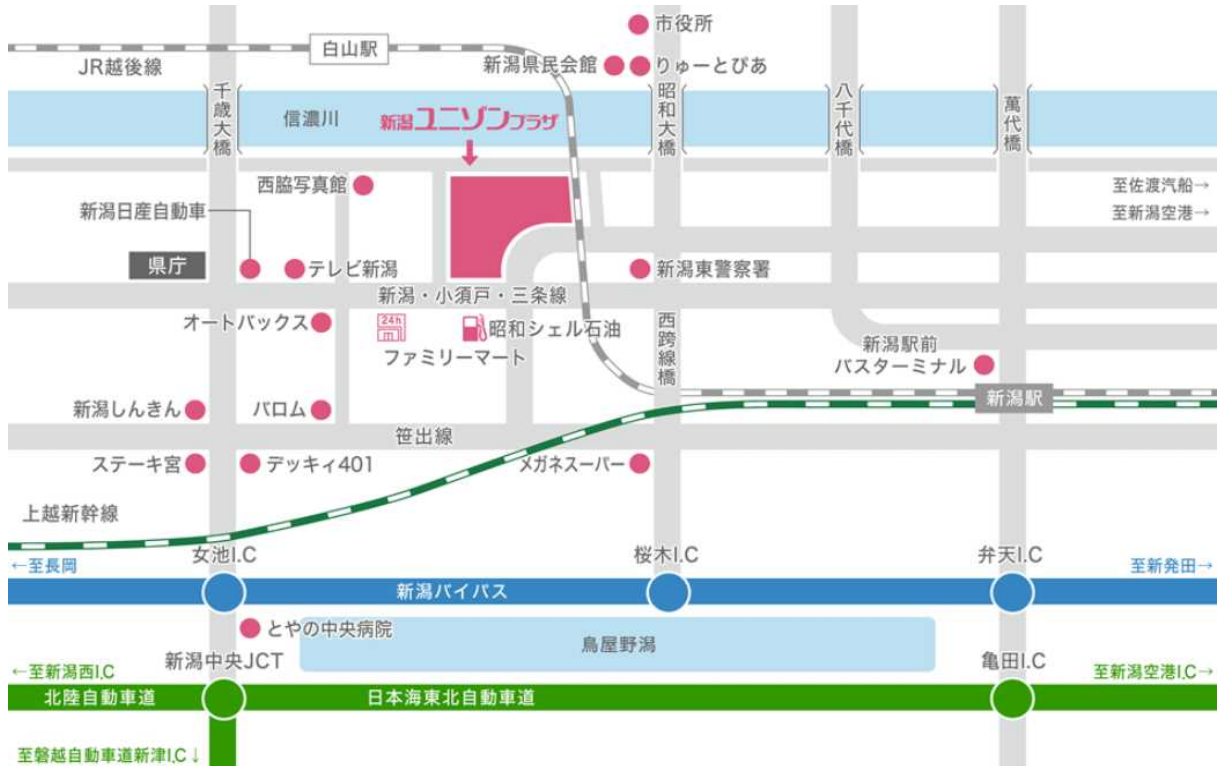 市役所
白山駅
JR越後線
新潟県民会館
りゅーとぴあ
千歳大橋
信濃川
新潟ユニゾンプラザ
昭和大橋
八千代橋
萬代橋
西脇写真館
至佐渡汽船→
新潟日産自動車
至新潟空港→
県庁
テレビ新潟
新潟東警察署
新潟・小須戸・三条線
オートバックス
24h
昭和シェル石油
ファミリーマート
西跨線橋
新潟駅前
バスターミナル
新潟駅
新潟しんきん
バロム
笹出線
ステーキ宮
デッキィ401
メガネスーパー
上越新幹線
女池I.C
桜木I.C
弁天I.C
←至長岡
至新発田→
新潟バイパス
とやの中央病院
鳥屋野潟
新潟中央JCT
亀田I.C
←至新潟西I.C
至新潟空港I.C→
北陸自動車道
日本海東北自動車道
至磐越自動車道新津I.C↓